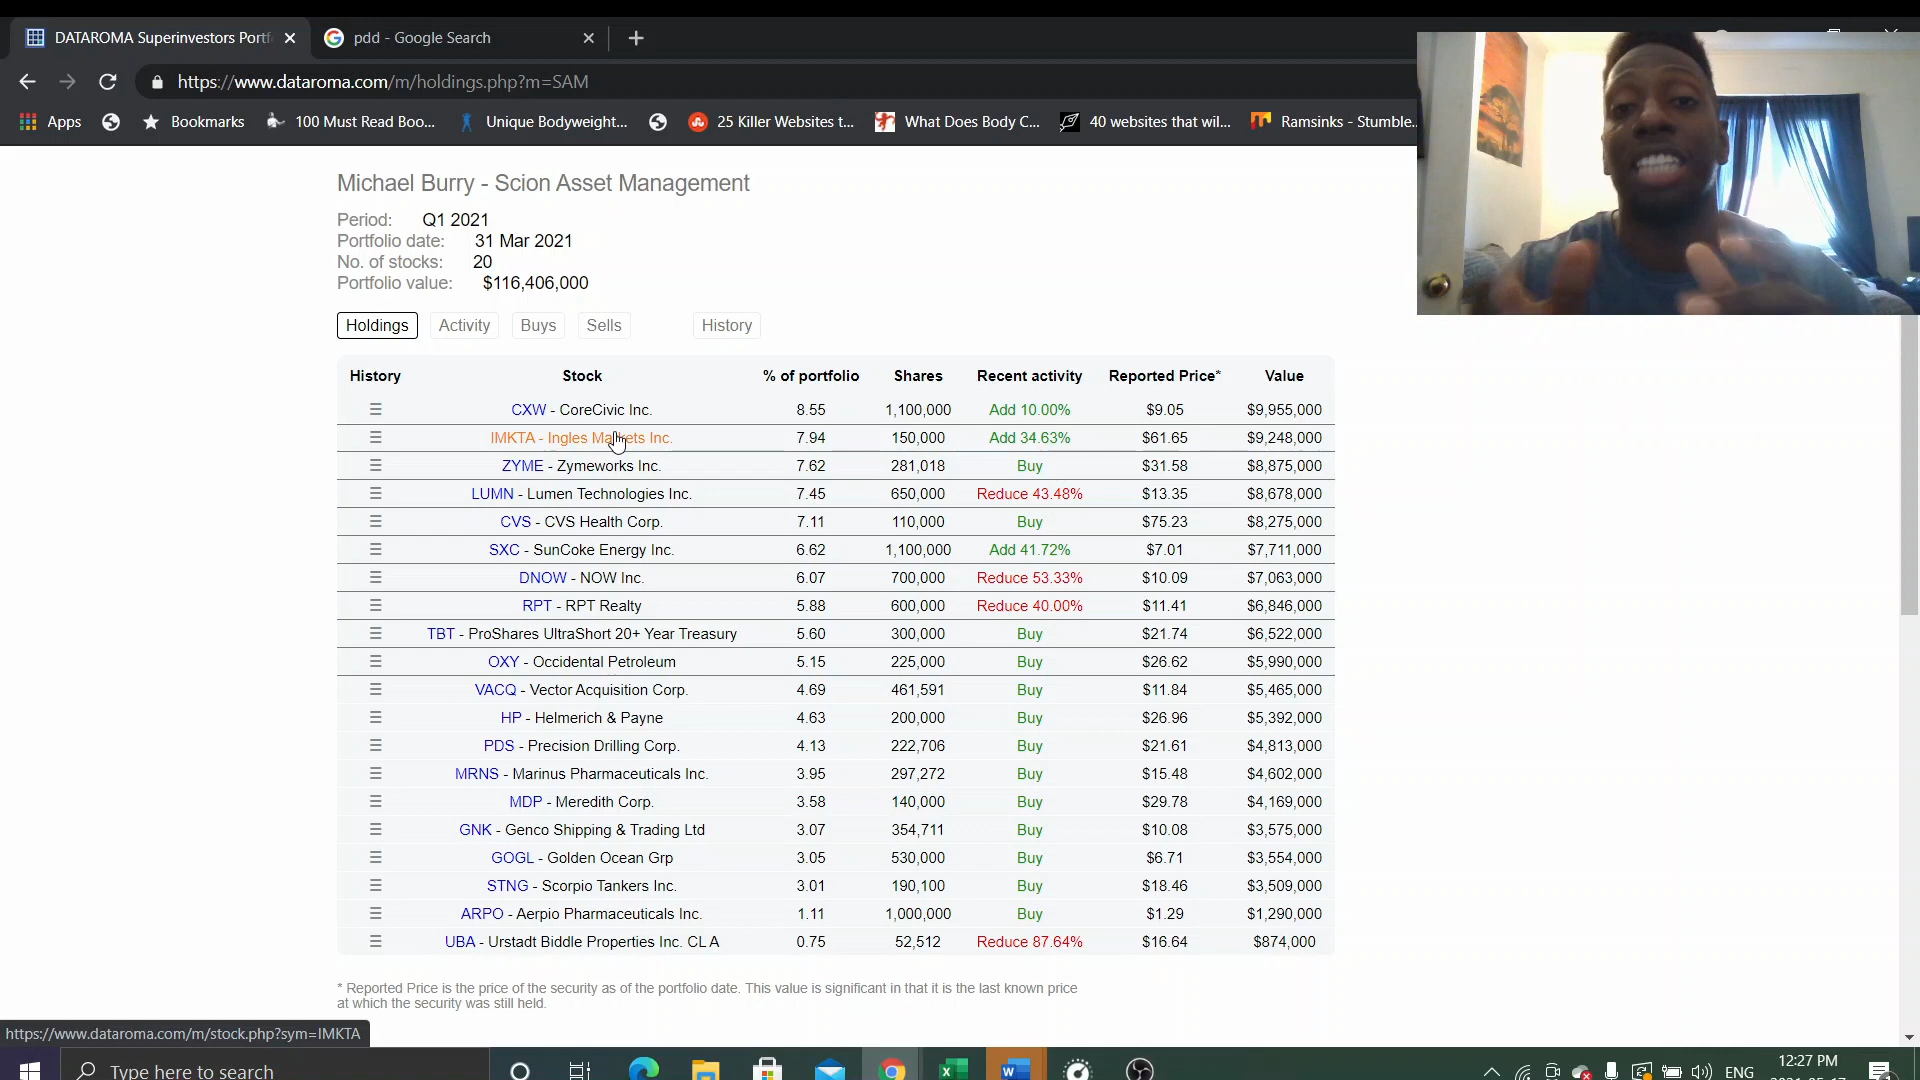 DATAROMA Superinvestors Portf
pdd - Google Search
https://www.dataroma.com/m/holdings.php?m=SAM
Apps Bookmarks 100 Must Read Boo... Unique Bodyweight... 25 Killer Websites t... What Does Body C... 40 websites that wil... Ramsinks - Stumble...
Michael Burry - Scion Asset Management
Period: Q1 2021
Portfolio date: 31 Mar 2021
No. of stocks: 20
Portfolio value: $116,406,000
Holdings Activity Buys Sells History
History Stock % of portfolio Shares Recent activity Reported Price* Value
☰ CXW - CoreCivic Inc. 8.55 1,100,000 Add 10.00% $9.05 $9,955,000
☰ IMKTA - Ingles Markets Inc. 7.94 150,000 Add 34.63% $61.65 $9,248,000
☰ ZYME - Zymeworks Inc. 7.62 281,018 Buy $31.58 $8,875,000
☰ LUMN - Lumen Technologies Inc. 7.45 650,000 Reduce 43.48% $13.35 $8,678,000
☰ CVS - CVS Health Corp. 7.11 110,000 Buy $75.23 $8,275,000
☰ SXC - SunCoke Energy Inc. 6.62 1,100,000 Add 41.72% $7.01 $7,711,000
☰ DNOW - NOW Inc. 6.07 700,000 Reduce 53.33% $10.09 $7,063,000
☰ RPT - RPT Realty 5.88 600,000 Reduce 40.00% $11.41 $6,846,000
☰ TBT - ProShares UltraShort 20+ Year Treasury 5.60 300,000 Buy $21.74 $6,522,000
☰ OXY - Occidental Petroleum 5.15 225,000 Buy $26.62 $5,990,000
☰ VACQ - Vector Acquisition Corp. 4.69 461,591 Buy $11.84 $5,465,000
☰ HP - Helmerich & Payne 4.63 200,000 Buy $26.96 $5,392,000
☰ PDS - Precision Drilling Corp. 4.13 222,706 Buy $21.61 $4,813,000
☰ MRNS - Marinus Pharmaceuticals Inc. 3.95 297,272 Buy $15.48 $4,602,000
☰ MDP - Meredith Corp. 3.58 140,000 Buy $29.78 $4,169,000
☰ GNK - Genco Shipping & Trading Ltd 3.07 354,711 Buy $10.08 $3,575,000
☰ GOGL - Golden Ocean Grp 3.05 530,000 Buy $6.71 $3,554,000
☰ STNG - Scorpio Tankers Inc. 3.01 190,100 Buy $18.46 $3,509,000
☰ ARPO - Aerpio Pharmaceuticals Inc. 1.11 1,000,000 Buy $1.29 $1,290,000
☰ UBA - Urstadt Biddle Properties Inc. CL A 0.75 52,512 Reduce 87.64% $16.64 $874,000
* Reported Price is the price of the security as of the portfolio date. This value is significant in that it is the last known price
at which the security was still held.
https://www.dataroma.com/m/stock.php?sym=IMKTA
Type here to search
ENG
12:27 PM